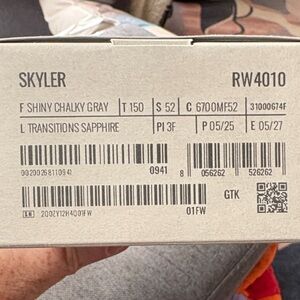 SKYLER RW4010
F SHINY CHALKY GRAY T 150 S 52 C 6700MF52 31000674F
L TRANSITIONS SAPPHIRE PI 3F P 05/25 E 05/27
0941
8 056262 526262
GTK
01FW